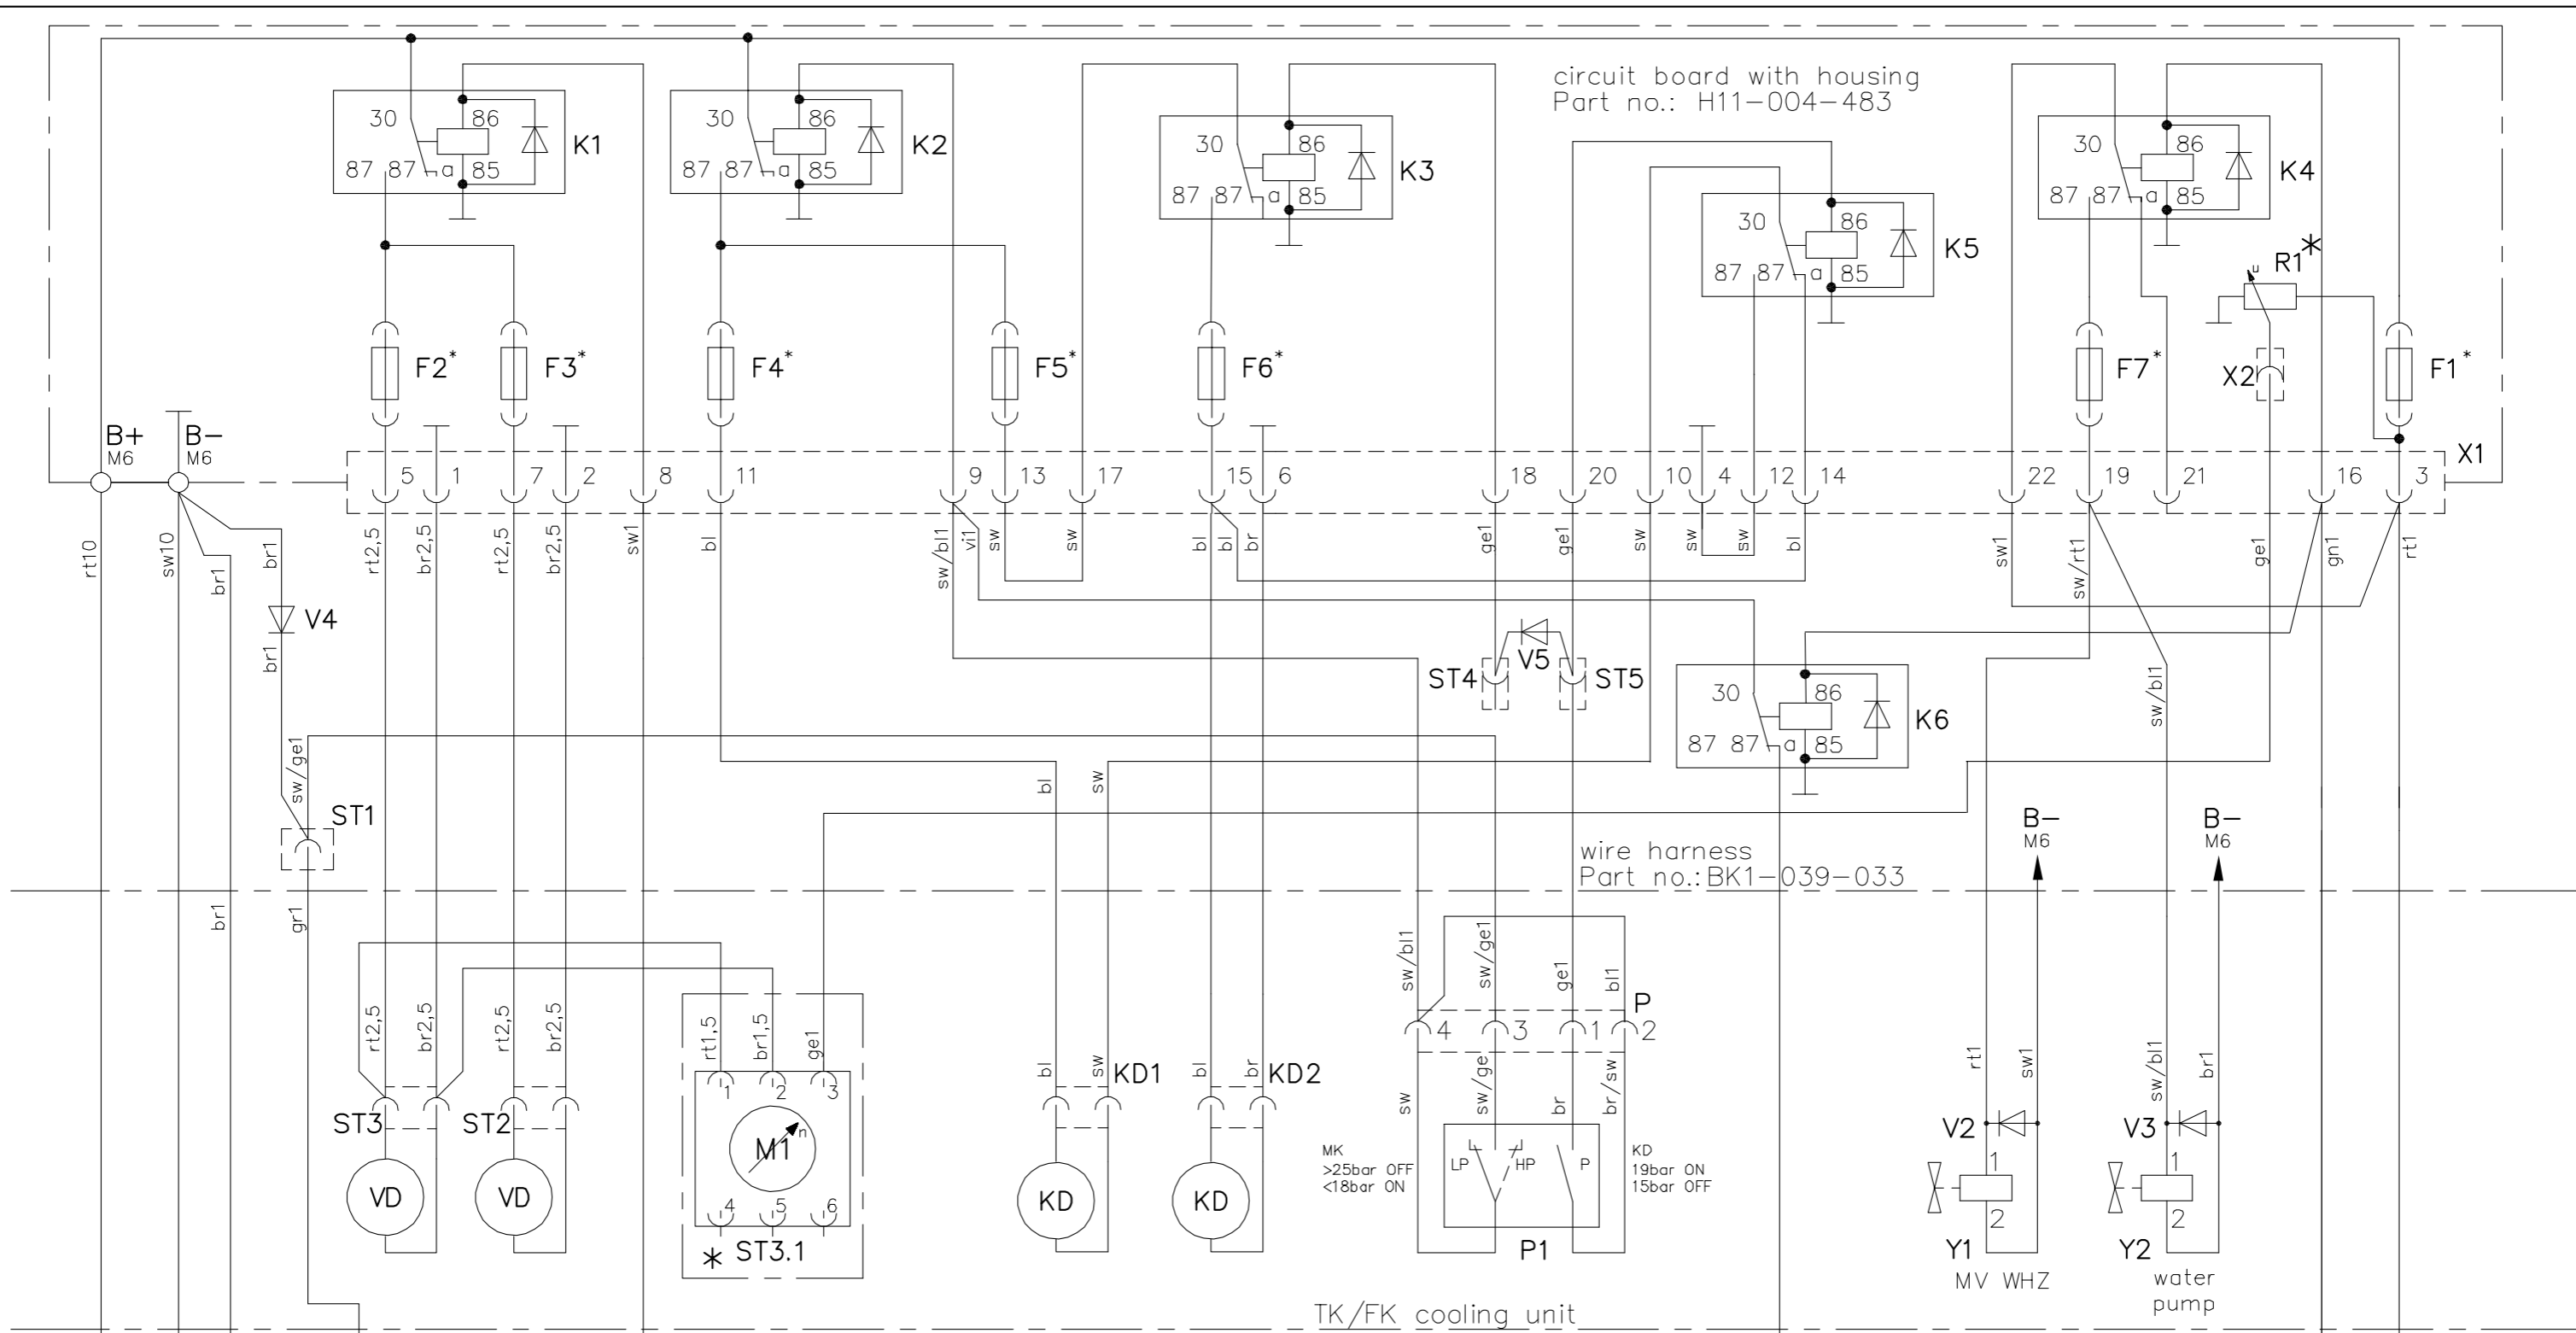 circuit board with housing
Part no.: H11-004-483
30 86
87 87 a 85
K1
30 86
87 87 a 85
K2
30 86
87 87 a 85
K3
30 86
87 87 a 85
K5
30 86
87 87 a 85
K4
u R1*
F2* F3* F4* F5* F6* F7* X2 F1*
B+ B-
M6 M6
X1
5 1 7 2 8 11 9 13 17 15 6 18 20 10 4 12 14 22 19 21 16 3
rt10 sw10 br1 br1 rt2,5 br2,5 rt2,5 br2,5 sw1 bl sw/bl1 vi1 sw sw bl bl br ge1 ge1 sw sw sw bl sw1 sw/rt1 ge1 gn1 rt1
V4
br1
ST4 V5 ST5
30 86
87 87 a 85
K6
sw/bl1
sw/ge1
ST1
bl sw
B- B-
M6 M6
wire harness
Part no.:BK1-039-033
br1 gr1
sw/bl1 sw/ge1 ge1 bl1
P
4 3 1 2
rt2,5 br2,5 rt2,5 br2,5 rt1,5 br1,5 ge1
bl sw KD1 bl br KD2
sw sw/ge br br/sw
rt1 sw1 sw/bl1 br1
1 2 3
ST3 ST2
M1 n
4 5 6
VD VD KD KD
* ST3.1
MK
>25bar OFF
<18bar ON
LP HP P
KD
19bar ON
15bar OFF
P1
V2 V3
1 1
2 2
Y1 Y2
MV WHZ
water
pump
TK/FK cooling unit